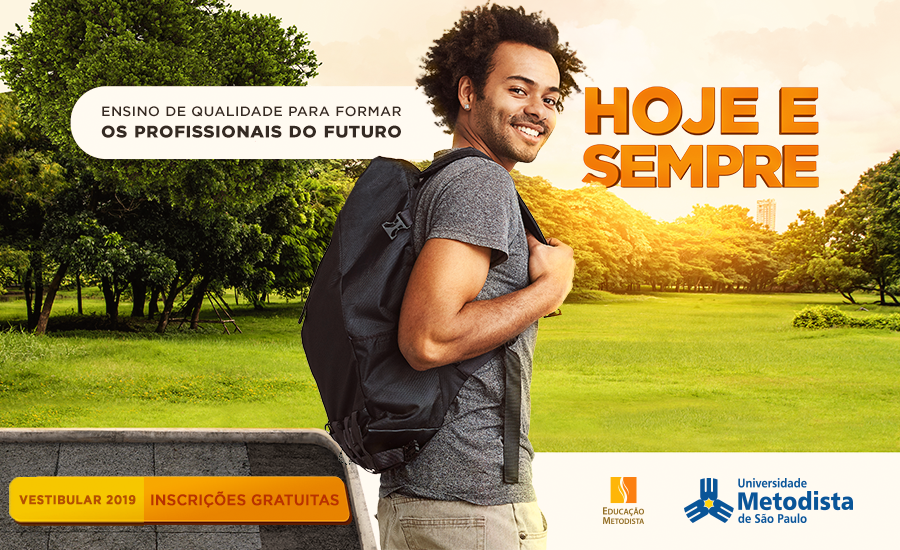 ENSINO DE QUALIDADE PARA FORMAR
OS PROFISSIONAIS DO FUTURO
HOJE E
SEMPRE
VESTIBULAR 2019 INSCRIÇÕES GRATUITAS
EDUCAÇÃO
METODISTA
Universidade
Metodista
de São Paulo